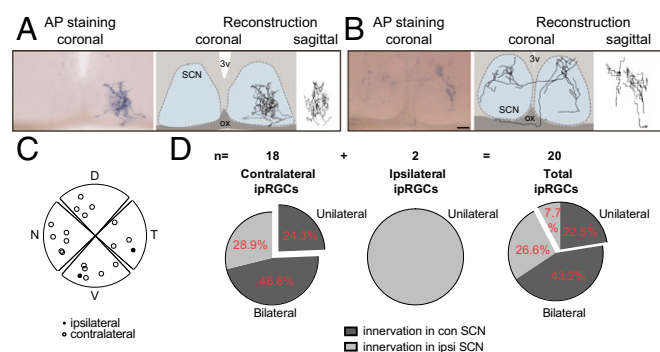 A AP staining coronal
Reconstruction
coronal sagittal
SCN
3v
ox
B AP staining coronal
Reconstruction
coronal sagittal
3v
SCN
ox
C
D
N
T
V
• ipsilateral
○ contralateral
D n= 18 + 2 = 20
Contralateral ipRGCs
Ipsilateral ipRGCs
Total ipRGCs
Unilateral
28.9%
24.3%
46.8%
Bilateral
Unilateral
Unilateral
7.7%
22.5%
26.6%
43.2%
Bilateral
innervation in con SCN
innervation in ipsi SCN